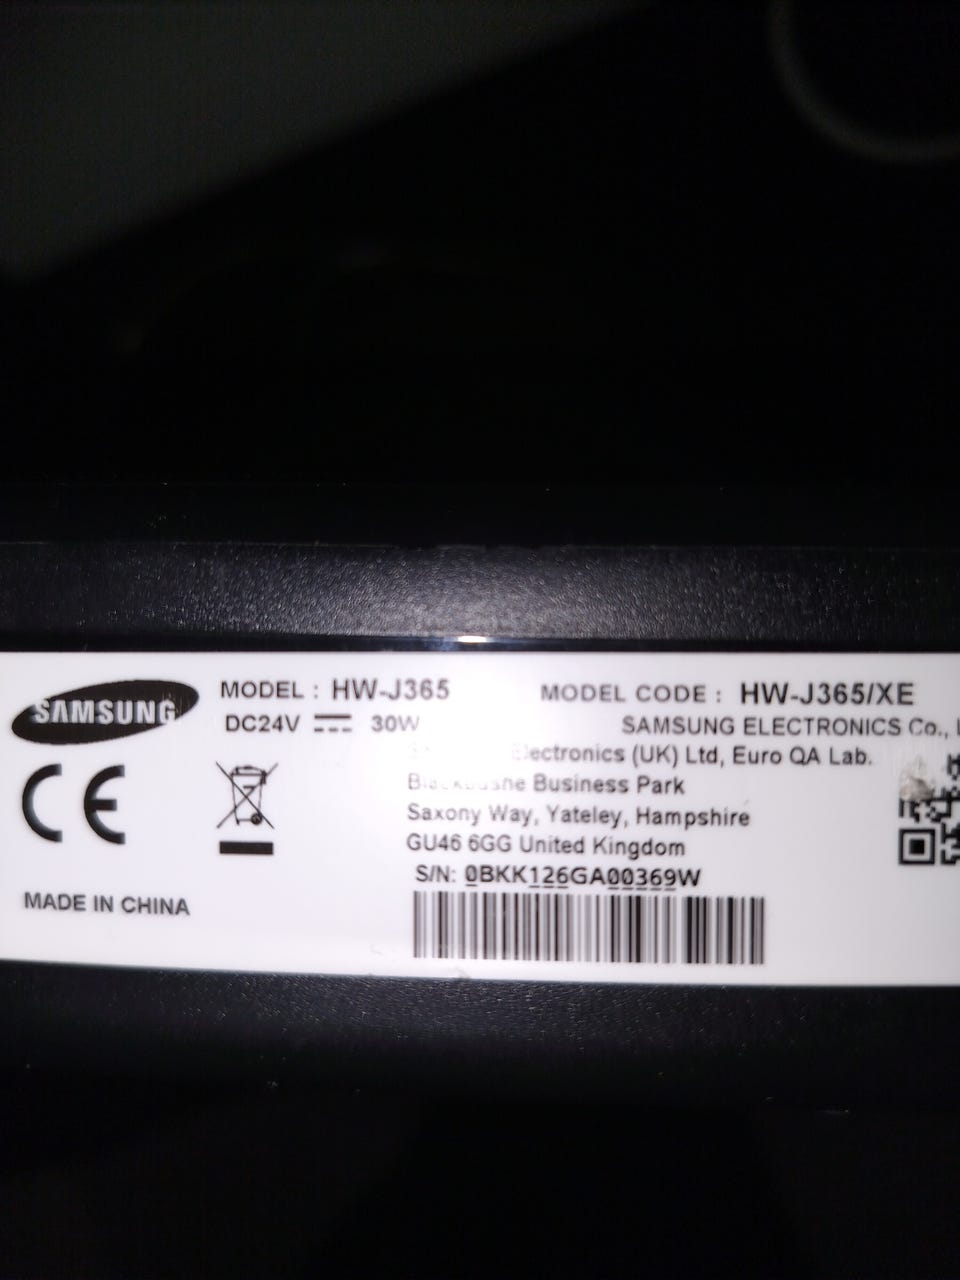 SAMSUNG
MODEL : HW-J365
DC24V 30W
MODEL CODE : HW-J365/XE
SAMSUNG ELECTRONICS Co.,
Electronics (UK) Ltd, Euro QA Lab.
Business Park
Saxony Way, Yateley, Hampshire
GU46 6GG United Kingdom
S/N: 0BKK126GA00369W
CE
MADE IN CHINA